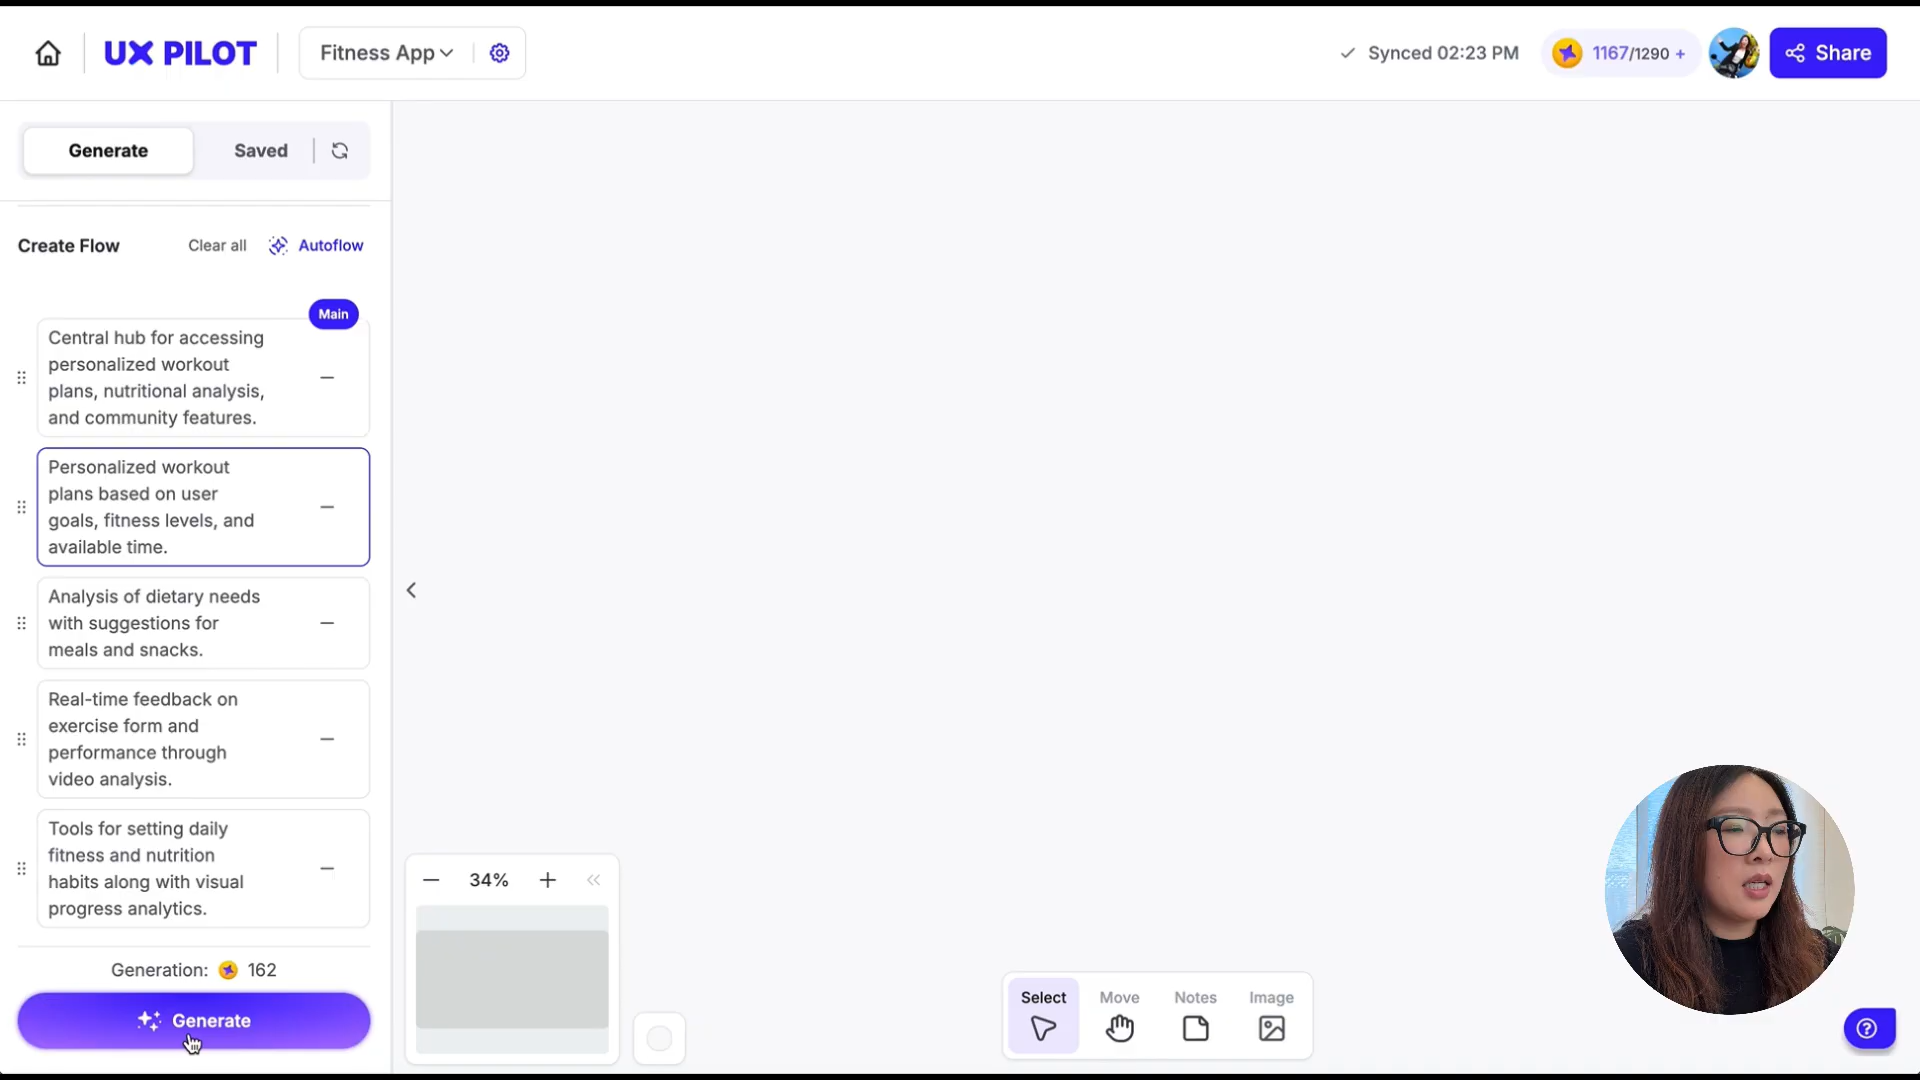 UX PILOT
Fitness App
Synced 02:23 PM
1167/1290 +
Share
Generate
Saved
Create Flow
Clear all
Autoflow
Main
Central hub for accessing
personalized workout
plans, nutritional analysis,
and community features.
Personalized workout
plans based on user
goals, fitness levels, and
available time.
Analysis of dietary needs
with suggestions for
meals and snacks.
Real-time feedback on
exercise form and
performance through
video analysis.
Tools for setting daily
fitness and nutrition
habits along with visual
progress analytics.
Generation: 162
Generate
34%
Select
Move
Notes
Image